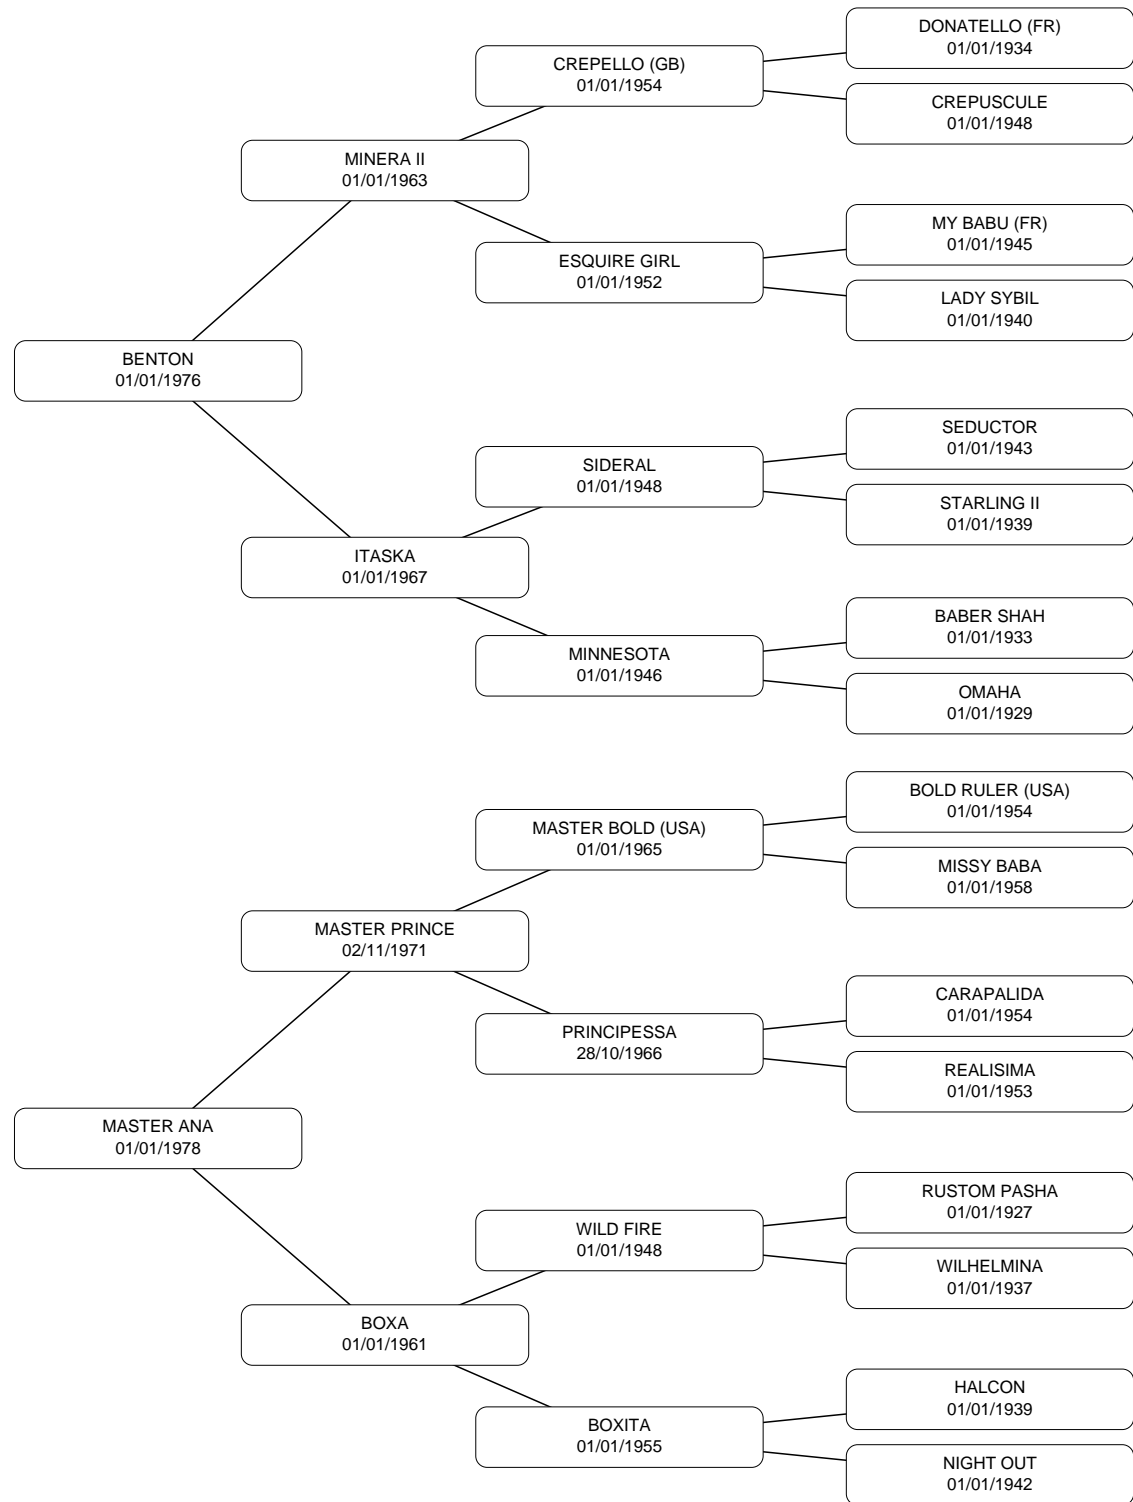 DONATELLO (FR)
01/01/1934
CREPELLO (GB)
01/01/1954
CREPUSCULE
01/01/1948
MINERA II
01/01/1963
MY BABU (FR)
01/01/1945
ESQUIRE GIRL
01/01/1952
LADY SYBIL
01/01/1940
BENTON
01/01/1976
SEDUCTOR
01/01/1943
SIDERAL
01/01/1948
STARLING II
01/01/1939
ITASKA
01/01/1967
BABER SHAH
01/01/1933
MINNESOTA
01/01/1946
OMAHA
01/01/1929
BOLD RULER (USA)
01/01/1954
MASTER BOLD (USA)
01/01/1965
MISSY BABA
01/01/1958
MASTER PRINCE
02/11/1971
CARAPALIDA
01/01/1954
PRINCIPESSA
28/10/1966
REALISIMA
01/01/1953
MASTER ANA
01/01/1978
RUSTOM PASHA
01/01/1927
WILD FIRE
01/01/1948
WILHELMINA
01/01/1937
BOXA
01/01/1961
HALCON
01/01/1939
BOXITA
01/01/1955
NIGHT OUT
01/01/1942